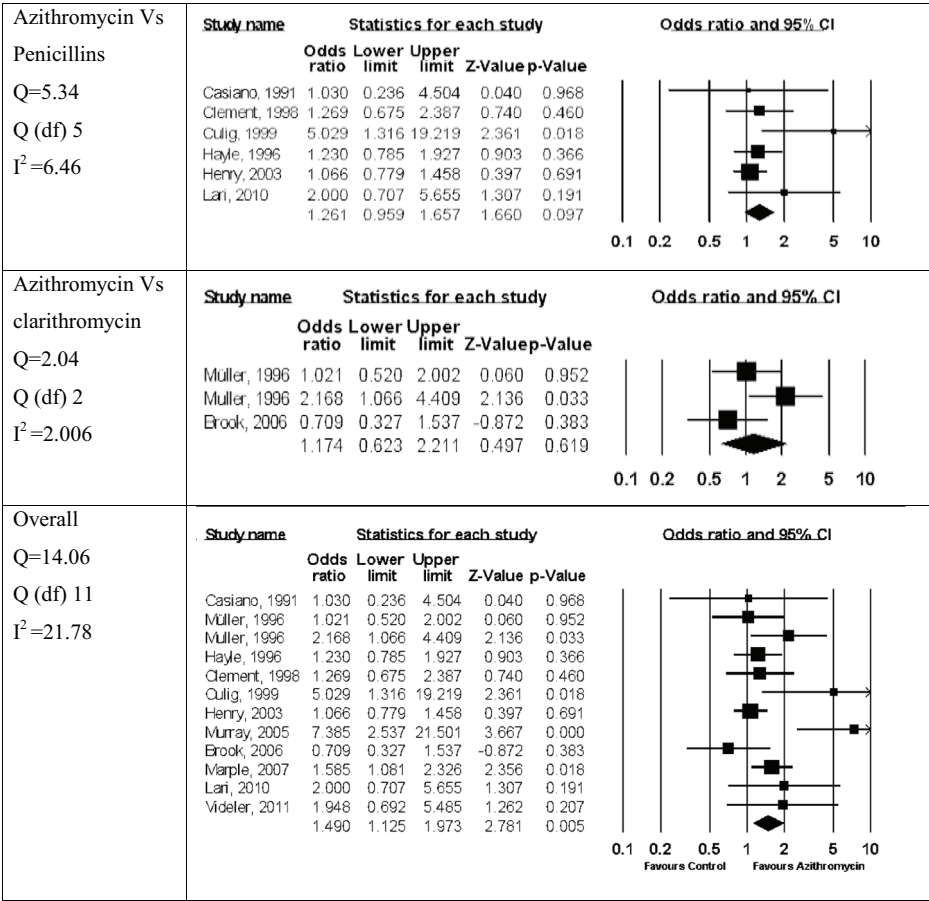 Azithromycin Vs
Penicillins
Q=5.34
Q (df) 5
I²=6.46
Study name Statistics for each study Odds ratio and 95% CI
Odds Lower Upper
ratio limit limit Z-Value p-Value
Casiano, 1991 1.030 0.236 4.504 0.040 0.968
Clement, 1998 1.269 0.675 2.387 0.740 0.460
Culig, 1999 5.029 1.316 19.219 2.361 0.018
Hayle, 1996 1.230 0.785 1.927 0.903 0.366
Henry, 2003 1.066 0.779 1.458 0.397 0.691
Lari, 2010 2.000 0.707 5.655 1.307 0.191
1.261 0.959 1.657 1.660 0.097
0.1 0.2 0.5 1 2 5 10
Azithromycin Vs
clarithromycin
Q=2.04
Q (df) 2
I²=2.006
Study name Statistics for each study Odds ratio and 95% CI
Odds Lower Upper
ratio limit limit Z-Value p-Value
Müller, 1996 1.021 0.520 2.002 0.060 0.952
Muller, 1996 2.168 1.066 4.409 2.136 0.033
Brook, 2006 0.709 0.327 1.537 -0.872 0.383
1.174 0.623 2.211 0.497 0.619
0.1 0.2 0.5 1 2 5 10
Overall
Q=14.06
Q (df) 11
I²=21.78
Study name Statistics for each study Odds ratio and 95% CI
Odds Lower Upper
ratio limit limit Z-Value p-Value
Casiano, 1991 1.030 0.236 4.504 0.040 0.968
Müller, 1996 1.021 0.520 2.002 0.060 0.952
Muller, 1996 2.168 1.066 4.409 2.136 0.033
Hayle, 1996 1.230 0.785 1.927 0.903 0.366
Clement, 1998 1.269 0.675 2.387 0.740 0.460
Culig, 1999 5.029 1.316 19.219 2.361 0.018
Henry, 2003 1.066 0.779 1.458 0.397 0.691
Murray, 2005 7.385 2.537 21.501 3.667 0.000
Brook, 2006 0.709 0.327 1.537 -0.872 0.383
Marple, 2007 1.585 1.081 2.326 2.356 0.018
Lari, 2010 2.000 0.707 5.655 1.307 0.191
Videler, 2011 1.948 0.692 5.485 1.262 0.207
1.490 1.125 1.973 2.781 0.005
0.1 0.2 0.5 1 2 5 10
Favours Control Favours Azithromycin